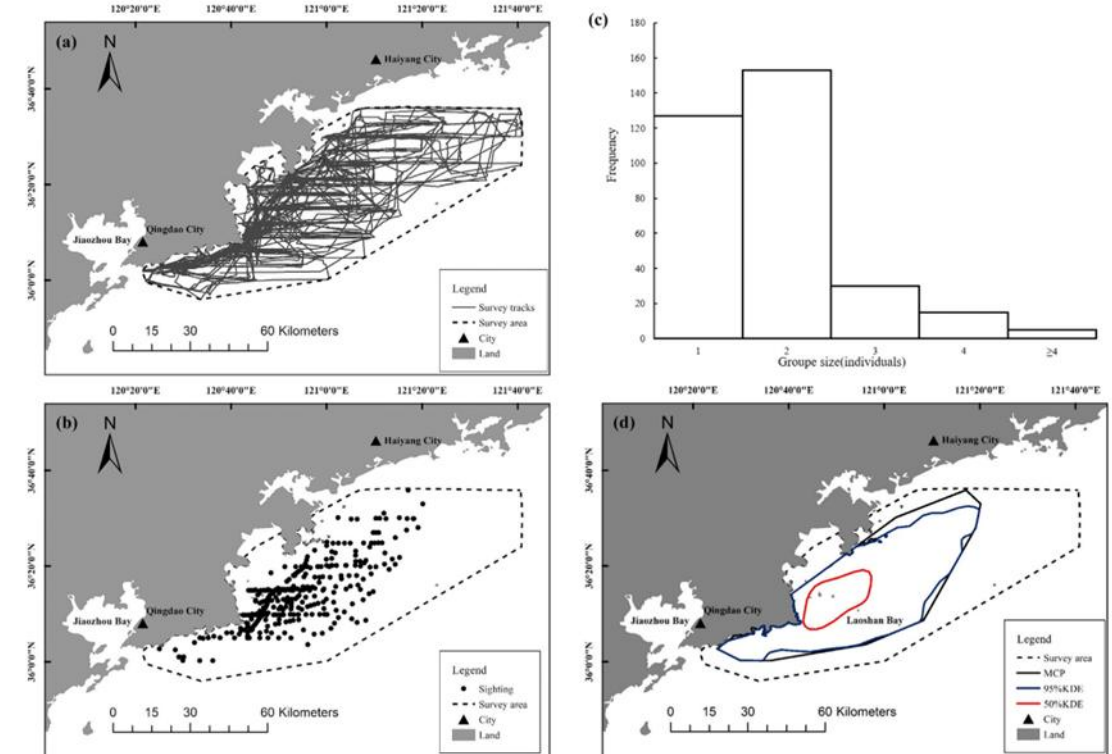 120°20'0"E 120°40'0"E 121°0'0"E 121°20'0"E 121°40'0"E
(a)
N
Haiyang City
36°40'0"N
36°20'0"N
36°0'0"N
Qingdao City
Jiaozhou Bay
Legend
Survey tracks
Survey area
City
Land
0 15 30 60 Kilometers
(c)
180
160
140
120
100
80
60
40
20
0
Frequency
1 2 3 4 ≥4
Groupe size(individuals)
120°20'0"E 120°40'0"E 121°0'0"E 121°20'0"E 121°40'0"E
(b)
N
Haiyang City
36°40'0"N
36°20'0"N
36°0'0"N
Qingdao City
Jiaozhou Bay
Legend
Sighting
Survey area
City
Land
0 15 30 60 Kilometers
120°20'0"E 120°40'0"E 121°0'0"E 121°20'0"E 121°40'0"E
(d)
N
Haiyang City
36°40'0"N
36°20'0"N
36°0'0"N
Qingdao City
Jiaozhou Bay
Laoshan Bay
Legend
Survey area
MCP
95%KDE
50%KDE
City
Land
0 15 30 60 Kilometers